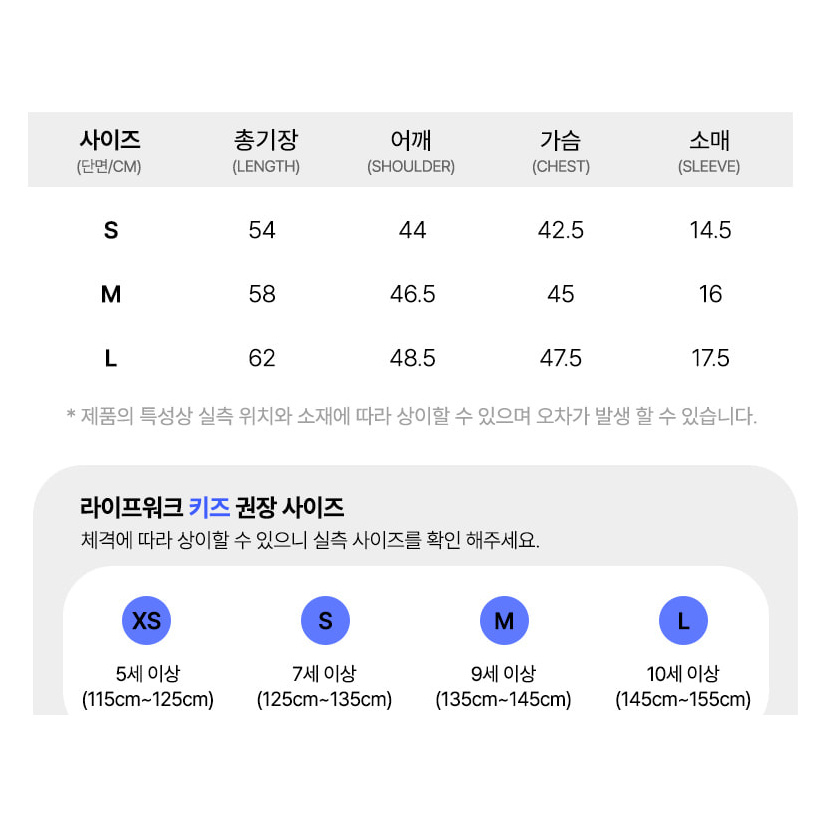 사이즈 총기장 어깨 가슴 소매
(단면/CM) (LENGTH) (SHOULDER) (CHEST) (SLEEVE)
S 54 44 42.5 14.5
M 58 46.5 45 16
L 62 48.5 47.5 17.5
* 제품의 특성상 실측 위치와 소재에 따라 상이할 수 있으며 오차가 발생 할 수 있습니다.
라이프워크 키즈 권장 사이즈
체격에 따라 상이할 수 있으니 실측 사이즈를 확인 해주세요.
XS S M L
5세 이상 7세 이상 9세 이상 10세 이상
(115cm~125cm) (125cm~135cm) (135cm~145cm) (145cm~155cm)